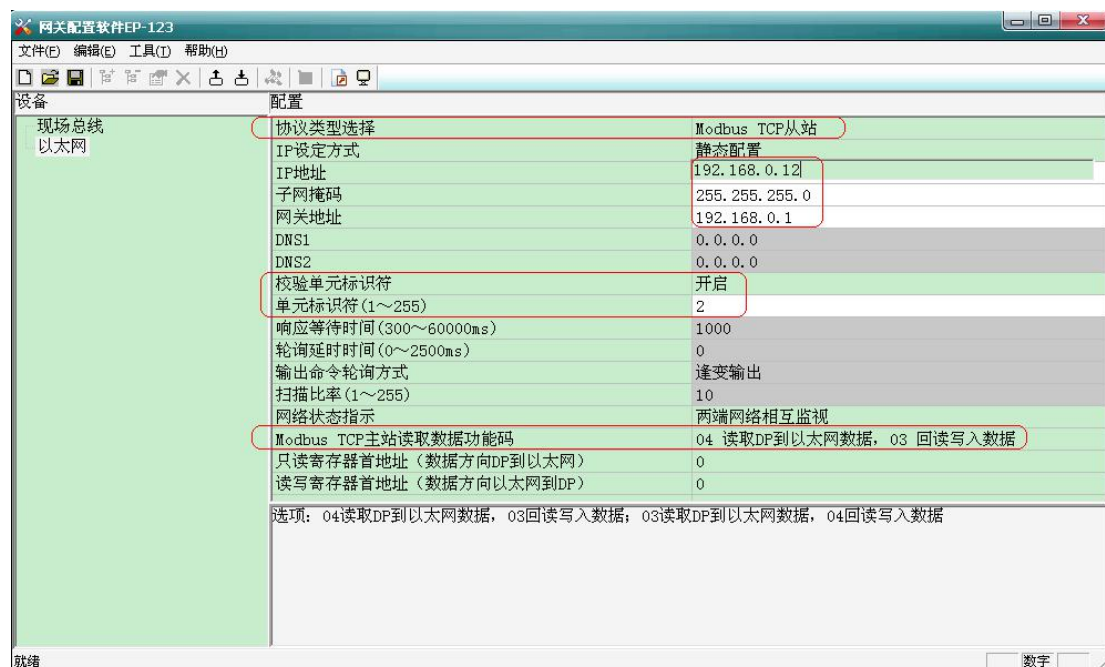 网关配置软件EP-123
文件(F) 编辑(E) 工具(T) 帮助(H)
设备 配置
现场总线
以太网
协议类型选择 Modbus TCP从站
IP设定方式 静态配置
IP地址 192.168.0.12
子网掩码 255.255.255.0
网关地址 192.168.0.1
DNS1 0.0.0.0
DNS2 0.0.0.0
校验单元标识符 开启
单元标识符(1～255) 2
响应等待时间(300～60000ms) 1000
轮询延时时间(0～2500ms) 0
输出命令轮询方式 逢变输出
扫描比率(1～255) 10
网络状态指示 两端网络相互监视
Modbus TCP主站读取数据功能码 04 读取DP到以太网数据，03 回读写入数据
只读寄存器首地址（数据方向DP到以太网） 0
读写寄存器首地址（数据方向以太网到DP） 0
选项：04读取DP到以太网数据，03回读写入数据；03读取DP到以太网数据，04回读写入数据
就绪 数字